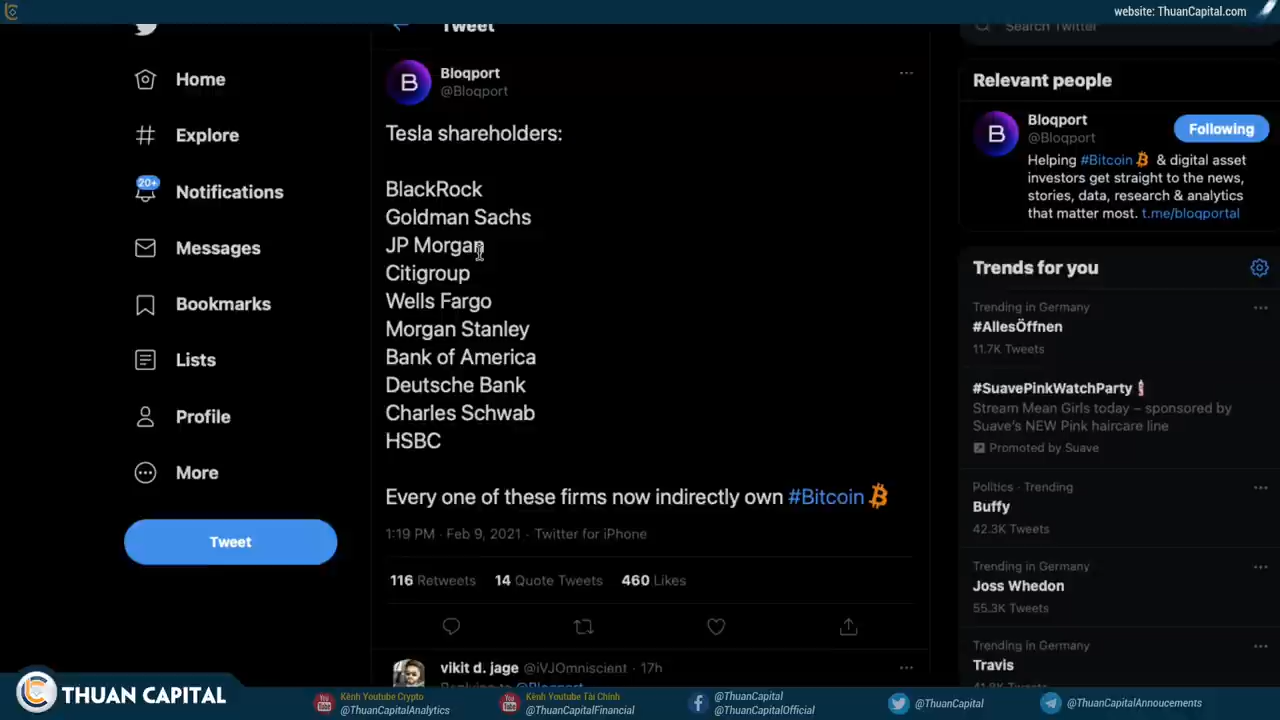 website: ThuanCapital.com
Home
Explore
20+
Notifications
Messages
Bookmarks
Lists
Profile
More
Tweet
Tweet
Bloqport
@Bloqport
Tesla shareholders:
BlackRock
Goldman Sachs
JP Morgan
Citigroup
Wells Fargo
Morgan Stanley
Bank of America
Deutsche Bank
Charles Schwab
HSBC
Every one of these firms now indirectly own #Bitcoin
1:19 PM · Feb 9, 2021 · Twitter for iPhone
116 Retweets 14 Quote Tweets 460 Likes
vikit d. jage @iVJOmniscient · 17h
Replying to @Bloqport
Search Twitter
Relevant people
Bloqport
@Bloqport
Following
Helping #Bitcoin & digital asset
investors get straight to the news,
stories, data, research & analytics
that matter most. t.me/bloqportal
Trends for you
Trending in Germany
#AllesÖffnen
11.7K Tweets
#SuavePinkWatchParty
Stream Mean Girls today – sponsored by
Suave's NEW Pink haircare line
Promoted by Suave
Politics · Trending
Buffy
42.3K Tweets
Trending in Germany
Joss Whedon
55.3K Tweets
Trending in Germany
Travis
41.8K Tweets
THUAN CAPITAL
Kênh Youtube Crypto
@ThuanCapitalAnalytics
Kênh Youtube Tài Chính
@ThuanCapitalFinancial
@ThuanCapital
@ThuanCapitalOfficial
@ThuanCapital
@ThuanCapitalAnnoucements